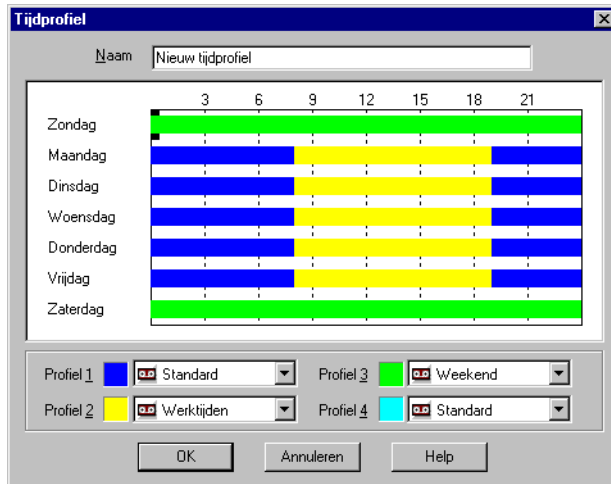 Tijdprofiel
Naam Nieuw tijdprofiel
3 6 9 12 15 18 21
Zondag
Maandag
Dinsdag
Woensdag
Donderdag
Vrijdag
Zaterdag
Profiel 1 Standard Profiel 3 Weekend
Profiel 2 Werktijden Profiel 4 Standard
OK Annuleren Help